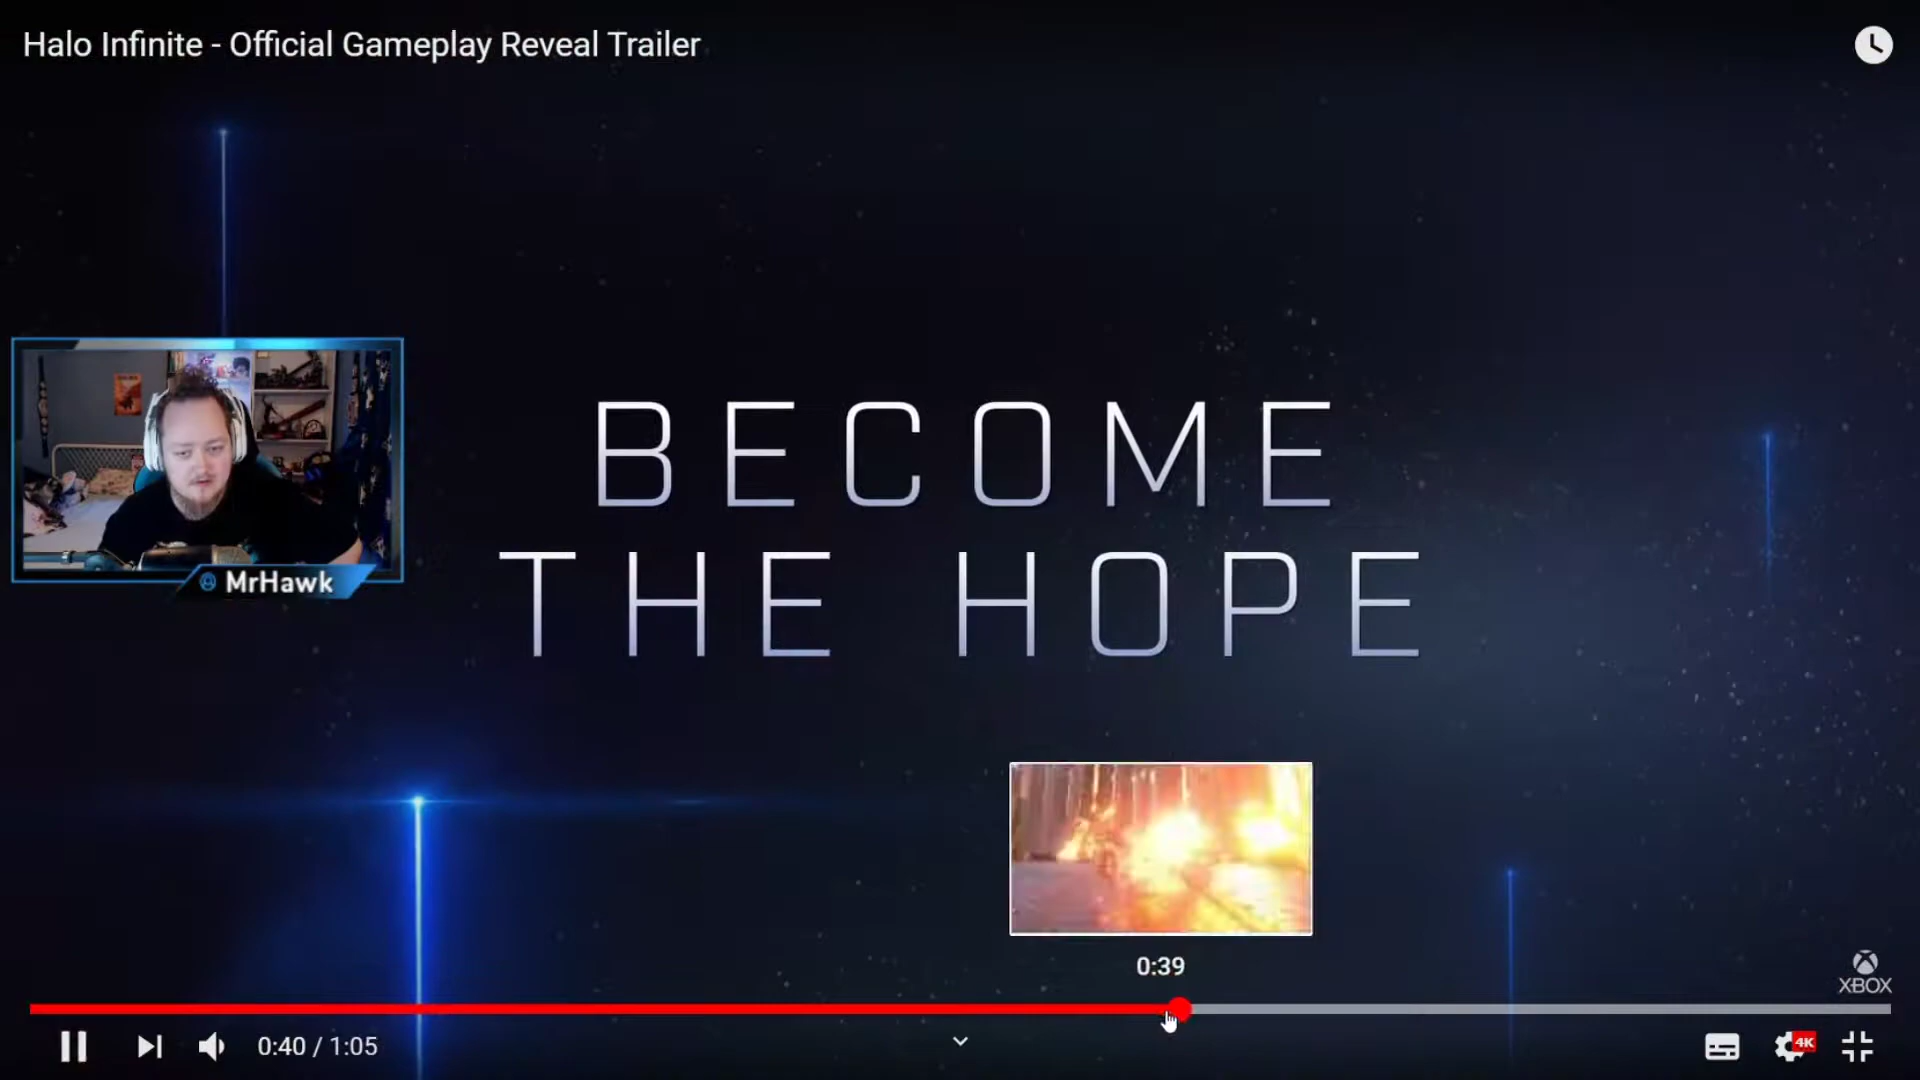 Halo Infinite - Official Gameplay Reveal Trailer
BECOME
THE HOPE
MrHawk
0:39
XBOX
0:40 / 1:05
4K